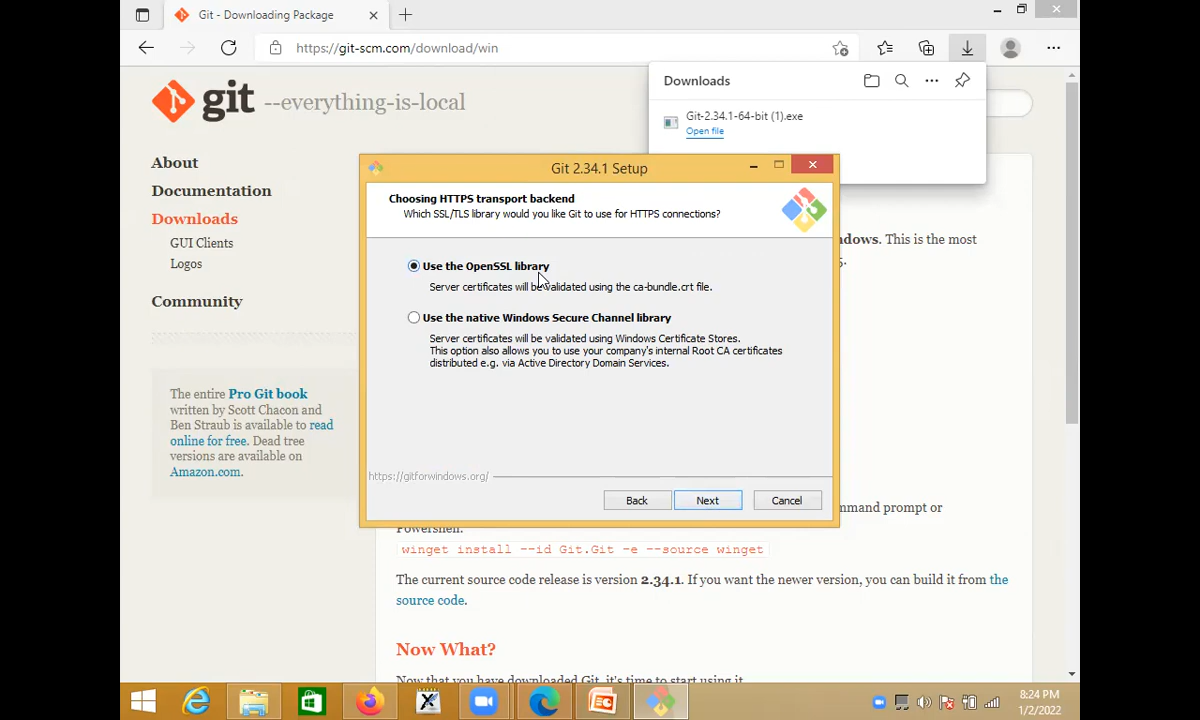 Git - Downloading Package
https://git-scm.com/download/win
git --everything-is-local
Downloads
Git-2.34.1-64-bit (1).exe
Open file
About
Documentation
Downloads
GUI Clients
Logos
Community
The entire Pro Git book
written by Scott Chacon and
Ben Straub is available to read
online for free. Dead tree
versions are available on
Amazon.com.
Git 2.34.1 Setup
Choosing HTTPS transport backend
Which SSL/TLS library would you like Git to use for HTTPS connections?
Use the OpenSSL library
Server certificates will be validated using the ca-bundle.crt file.
Use the native Windows Secure Channel library
Server certificates will be validated using Windows Certificate Stores.
This option also allows you to use your company's internal Root CA certificates
distributed e.g. via Active Directory Domain Services.
https://gitforwindows.org/
Back
Next
Cancel
This is the most
mmand prompt or
Powershell.
winget install --id Git.Git -e --source winget
The current source code release is version 2.34.1. If you want the newer version, you can build it from the
source code.
Now What?
Now that you have downloaded Git, it's time to start using it.
8:24 PM
1/2/2022